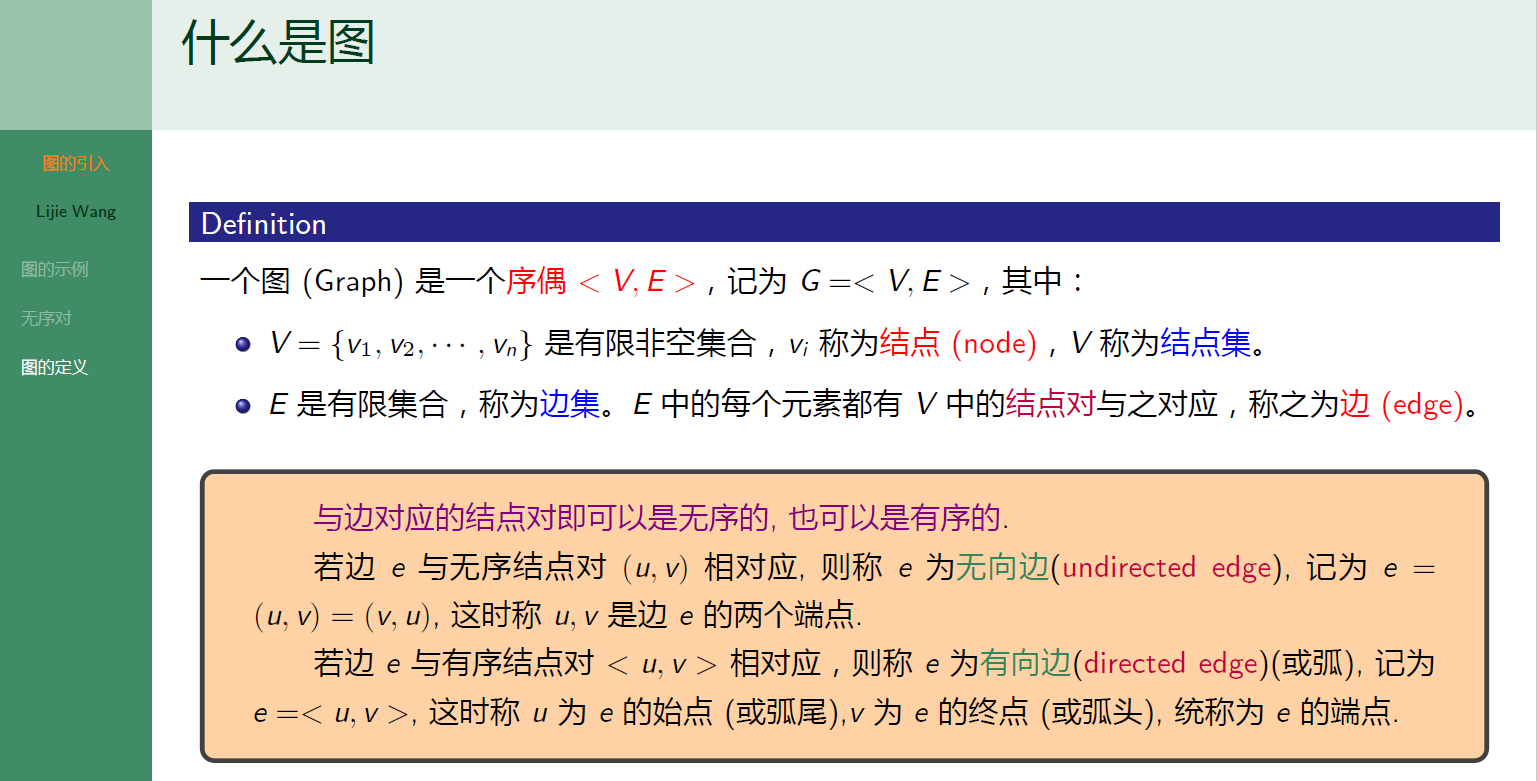 什么是图
图的引入
Lijie Wang
图的示例
无序对
图的定义
Definition
一个图 (Graph) 是一个序偶 < V, E >，记为 G =< V, E >，其中：
V = {v₁, v₂, ⋯ , vₙ} 是有限非空集合，vᵢ 称为结点 (node)，V 称为结点集。
E 是有限集合，称为边集。E 中的每个元素都有 V 中的结点对与之对应，称之为边 (edge)。
与边对应的结点对即可以是无序的, 也可以是有序的.
若边 e 与无序结点对 (u, v) 相对应, 则称 e 为无向边(undirected edge), 记为 e =
(u, v) = (v, u), 这时称 u, v 是边 e 的两个端点.
若边 e 与有序结点对 < u, v > 相对应，则称 e 为有向边(directed edge)(或弧), 记为
e =< u, v >, 这时称 u 为 e 的始点 (或弧尾),v 为 e 的终点 (或弧头), 统称为 e 的端点.